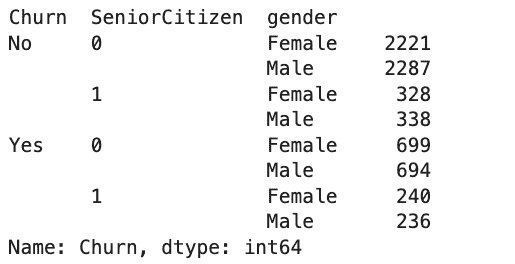 Churn  SeniorCitizen  gender
No     0              Female    2221
                      Male      2287
       1              Female     328
                      Male       338
Yes    0              Female     699
                      Male       694
       1              Female     240
                      Male       236
Name: Churn, dtype: int64